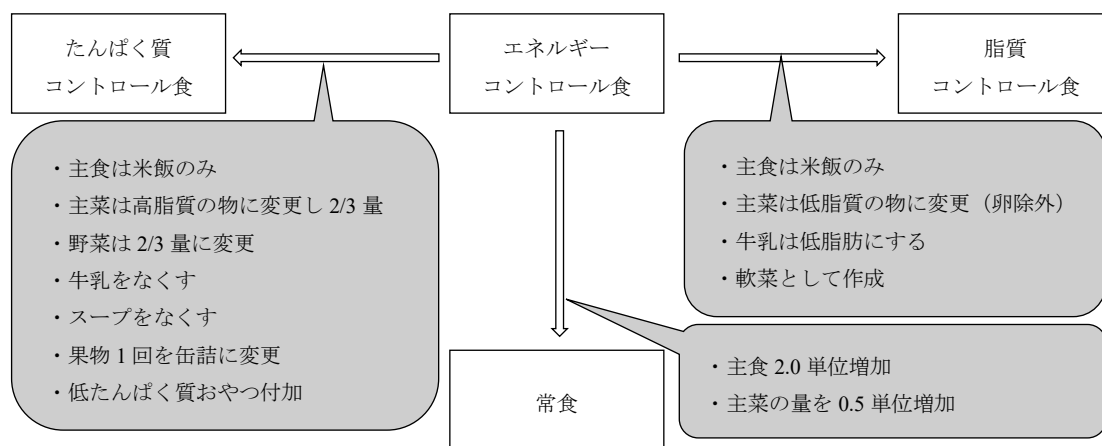 たんぱく質
コントロール食
エネルギー
コントロール食
脂質
コントロール食
・主食は米飯のみ
・主菜は高脂質の物に変更し 2/3 量
・野菜は 2/3 量に変更
・牛乳をなくす
・スープをなくす
・果物 1 回を缶詰に変更
・低たんぱく質おやつ付加
・主食は米飯のみ
・主菜は低脂質の物に変更（卵除外）
・牛乳は低脂肪にする
・軟菜として作成
常食
・主食 2.0 単位増加
・主菜の量を 0.5 単位増加